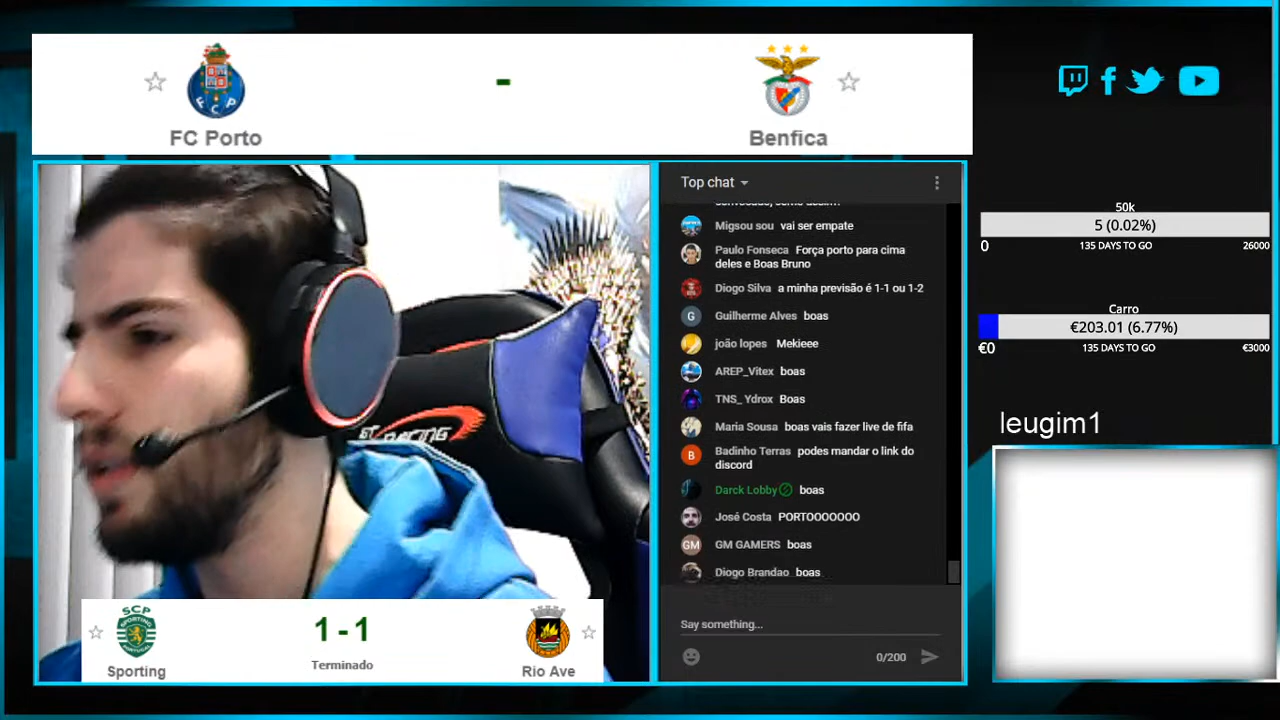 FC Porto
-
Benfica
Top chat
Migsou sou vai ser empate
Paulo Fonseca Força porto para cima
deles e Boas Bruno
Diogo Silva a minha previsão é 1-1 ou 1-2
G Guilherme Alves boas
joão lopes Mekieee
AREP_Vitex boas
TNS_Ydrox Boas
Maria Sousa boas vais fazer live de fifa
B Badinho Terras podes mandar o link do
discord
Darck Lobby boas
José Costa PORTOOOOOOO
GM GM GAMERS boas
Diogo Brandao boas
Say something...
0/200
SCP
SPORTING
PORTUGAL
1 - 1
Terminado
Sporting
Rio Ave
50k
5 (0.02%)
0 135 DAYS TO GO 26000
Carro
€203.01 (6.77%)
€0 135 DAYS TO GO €3000
leugim1